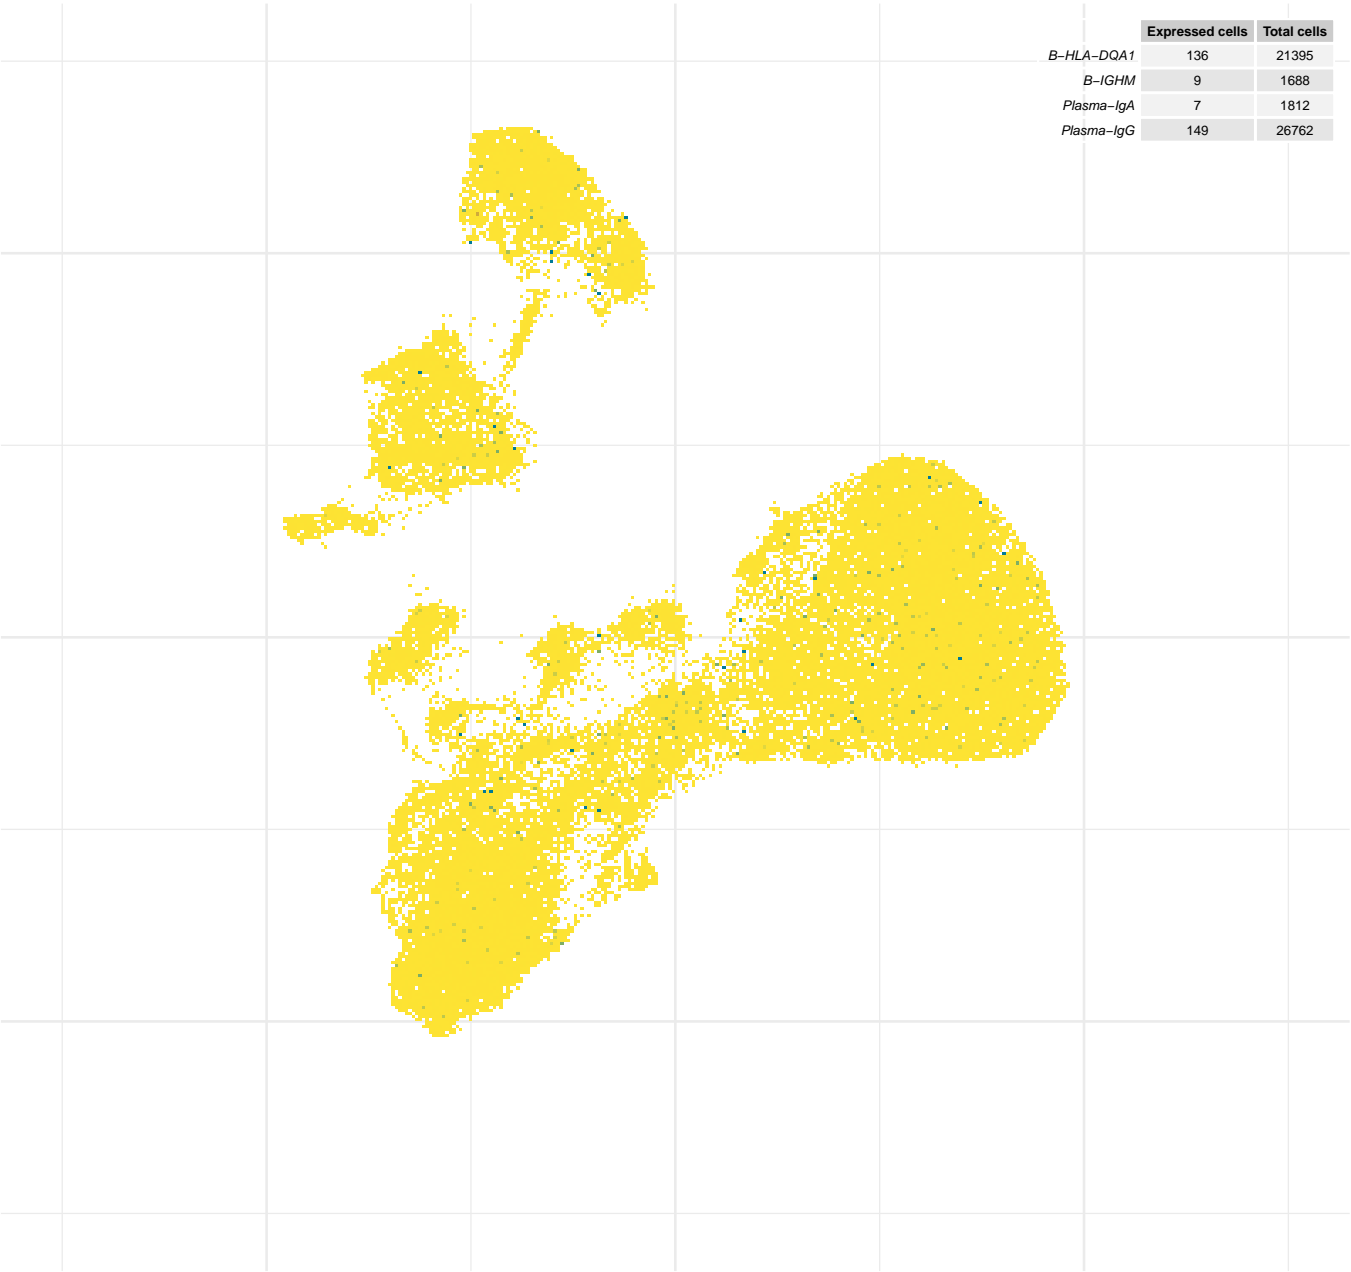 Expressed cells Total cells
B−HLA−DQA1 136 21395
B−IGHM 9 1688
Plasma−IgA 7 1812
Plasma−IgG 149 26762